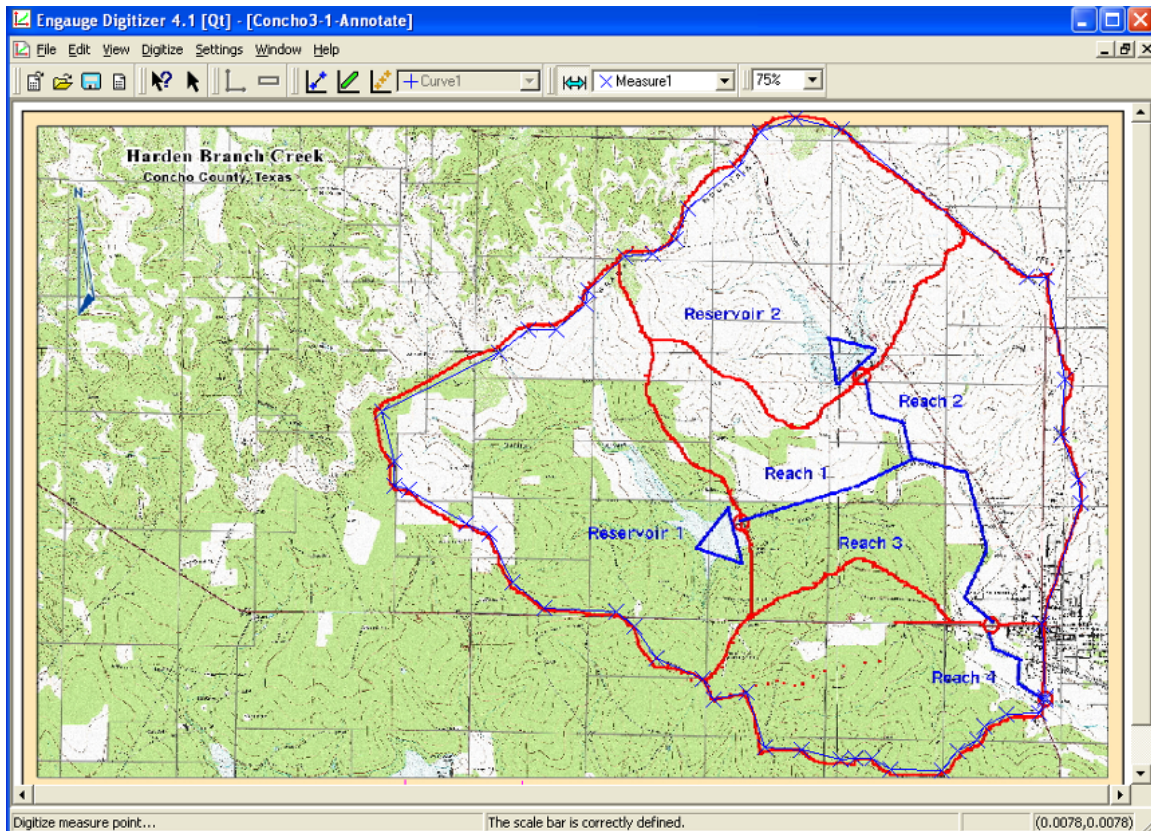 Engauge Digitizer 4.1 [Qt] - [Concho3-1-Annotate]
File Edit View Digitize Settings Window Help
Curve1 Measure1 75%
Harden Branch Creek
Concho County, Texas
N
Reservoir 2
Reach 2
Reach 1
Reservoir 1
Reach 3
Reach 4
Digitize measure point... The scale bar is correctly defined. (0.0078,0.0078)